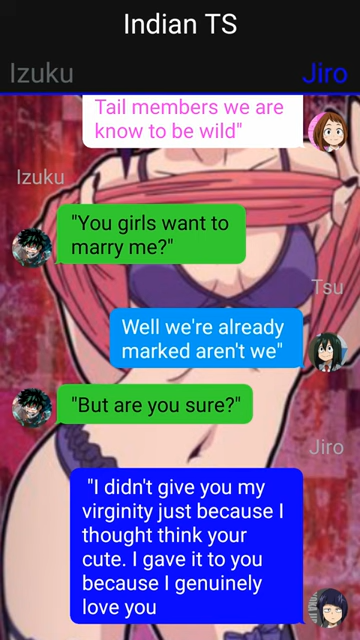 Indian TS
Izuku Jiro
Tail members we are
know to be wild"
Izuku
"You girls want to
marry me?"
Tsu
Well we're already
marked aren't we"
"But are you sure?"
Jiro
"I didn't give you my
virginity just because I
thought think your
cute. I gave it to you
because I genuinely
love you